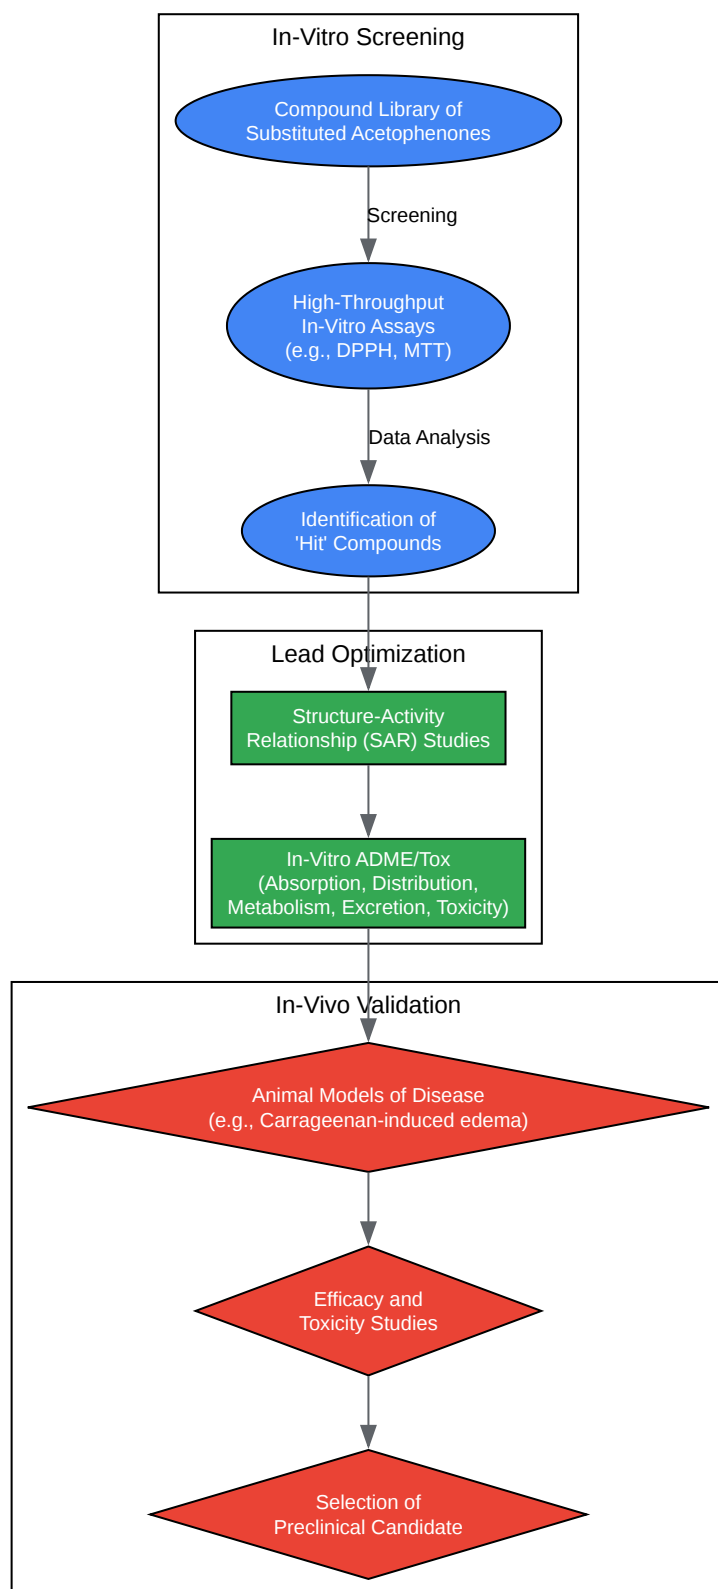 In-Vitro Screening
Compound Library of
Substituted Acetophenones
Screening
High-Throughput
In-Vitro Assays
(e.g., DPPH, MTT)
Data Analysis
Identification of
'Hit' Compounds
Lead Optimization
Structure-Activity
Relationship (SAR) Studies
In-Vitro ADME/Tox
(Absorption, Distribution,
Metabolism, Excretion, Toxicity)
In-Vivo Validation
Animal Models of Disease
(e.g., Carrageenan-induced edema)
Efficacy and
Toxicity Studies
Selection of
Preclinical Candidate